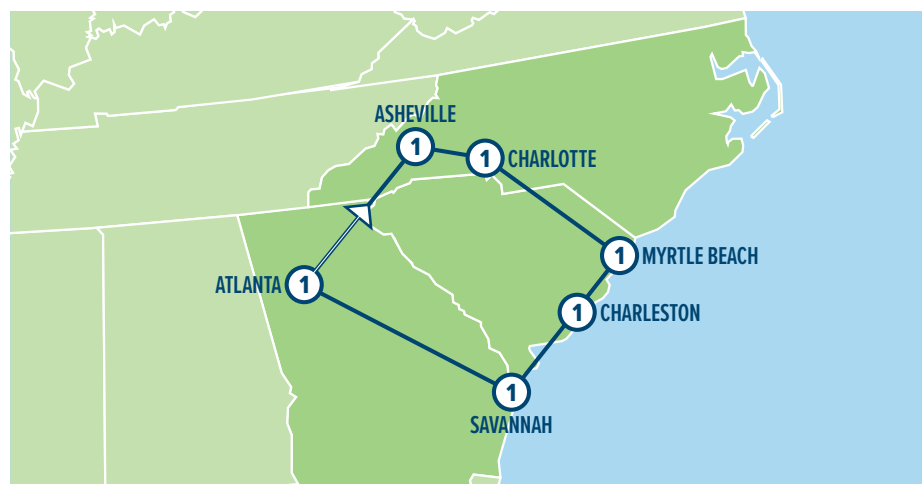 ASHEVILLE
1
1 CHARLOTTE
1 MYRTLE BEACH
ATLANTA 1
1 CHARLESTON
1
SAVANNAH